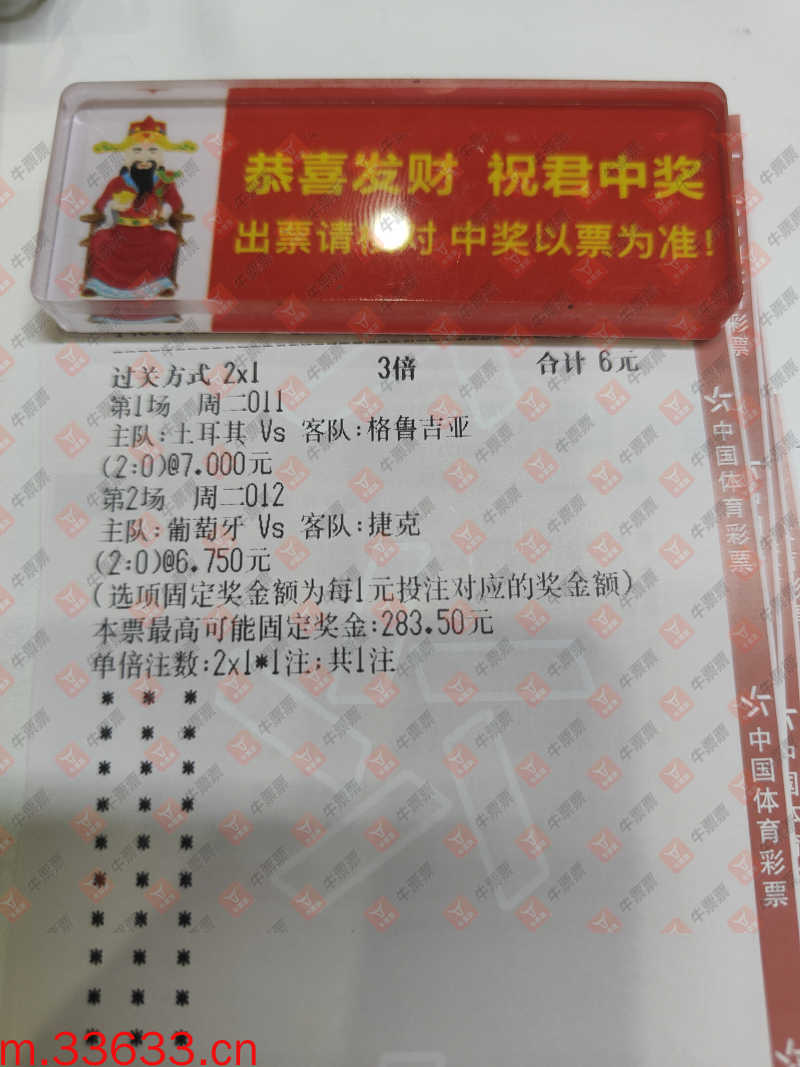 恭喜发财 祝君中奖
出票请 对 中奖以票为准!
过关方式 2x1 3倍 合计 6元
第1场 周二011
主队:土耳其 Vs 客队:格鲁吉亚
(2:0)@7.000元
第2场 周二012
主队:葡萄牙 Vs 客队:捷克
(2:0)@6.750元
(选项固定奖金额为每1元投注对应的奖金额)
本票最高可能固定奖金:283.50元
单倍注数:2x1*1注;共1注
中国体育彩票
中国体育彩票
牛票票
m.33633.cn